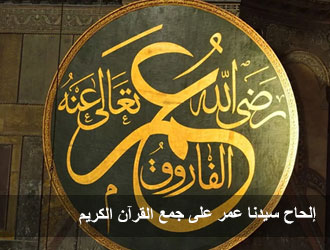 عمر
الفاروق
رضي الله
تعالى عنه
إلحاح سيدنا عمر على جمع القرآن الكريم